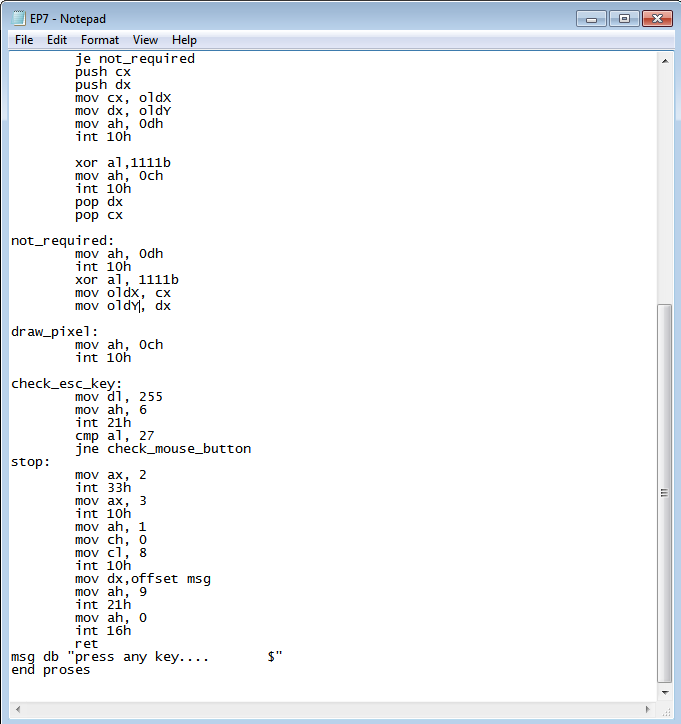 EP7 - Notepad
File Edit Format View Help
je not_required
push cx
push dx
mov cx, oldX
mov dx, oldY
mov ah, 0dh
int 10h
xor al,1111b
mov ah, 0ch
int 10h
pop dx
pop cx
not_required:
mov ah, 0dh
int 10h
xor al, 1111b
mov oldX, cx
mov oldY, dx
draw_pixel:
mov ah, 0ch
int 10h
check_esc_key:
mov dl, 255
mov ah, 6
int 21h
cmp al, 27
jne check_mouse_button
stop:
mov ax, 2
int 33h
mov ax, 3
int 10h
mov ah, 1
mov ch, 0
mov cl, 8
int 10h
mov dx,offset msg
mov ah, 9
int 21h
mov ah, 0
int 16h
ret
msg db "press any key....       $"
end proses